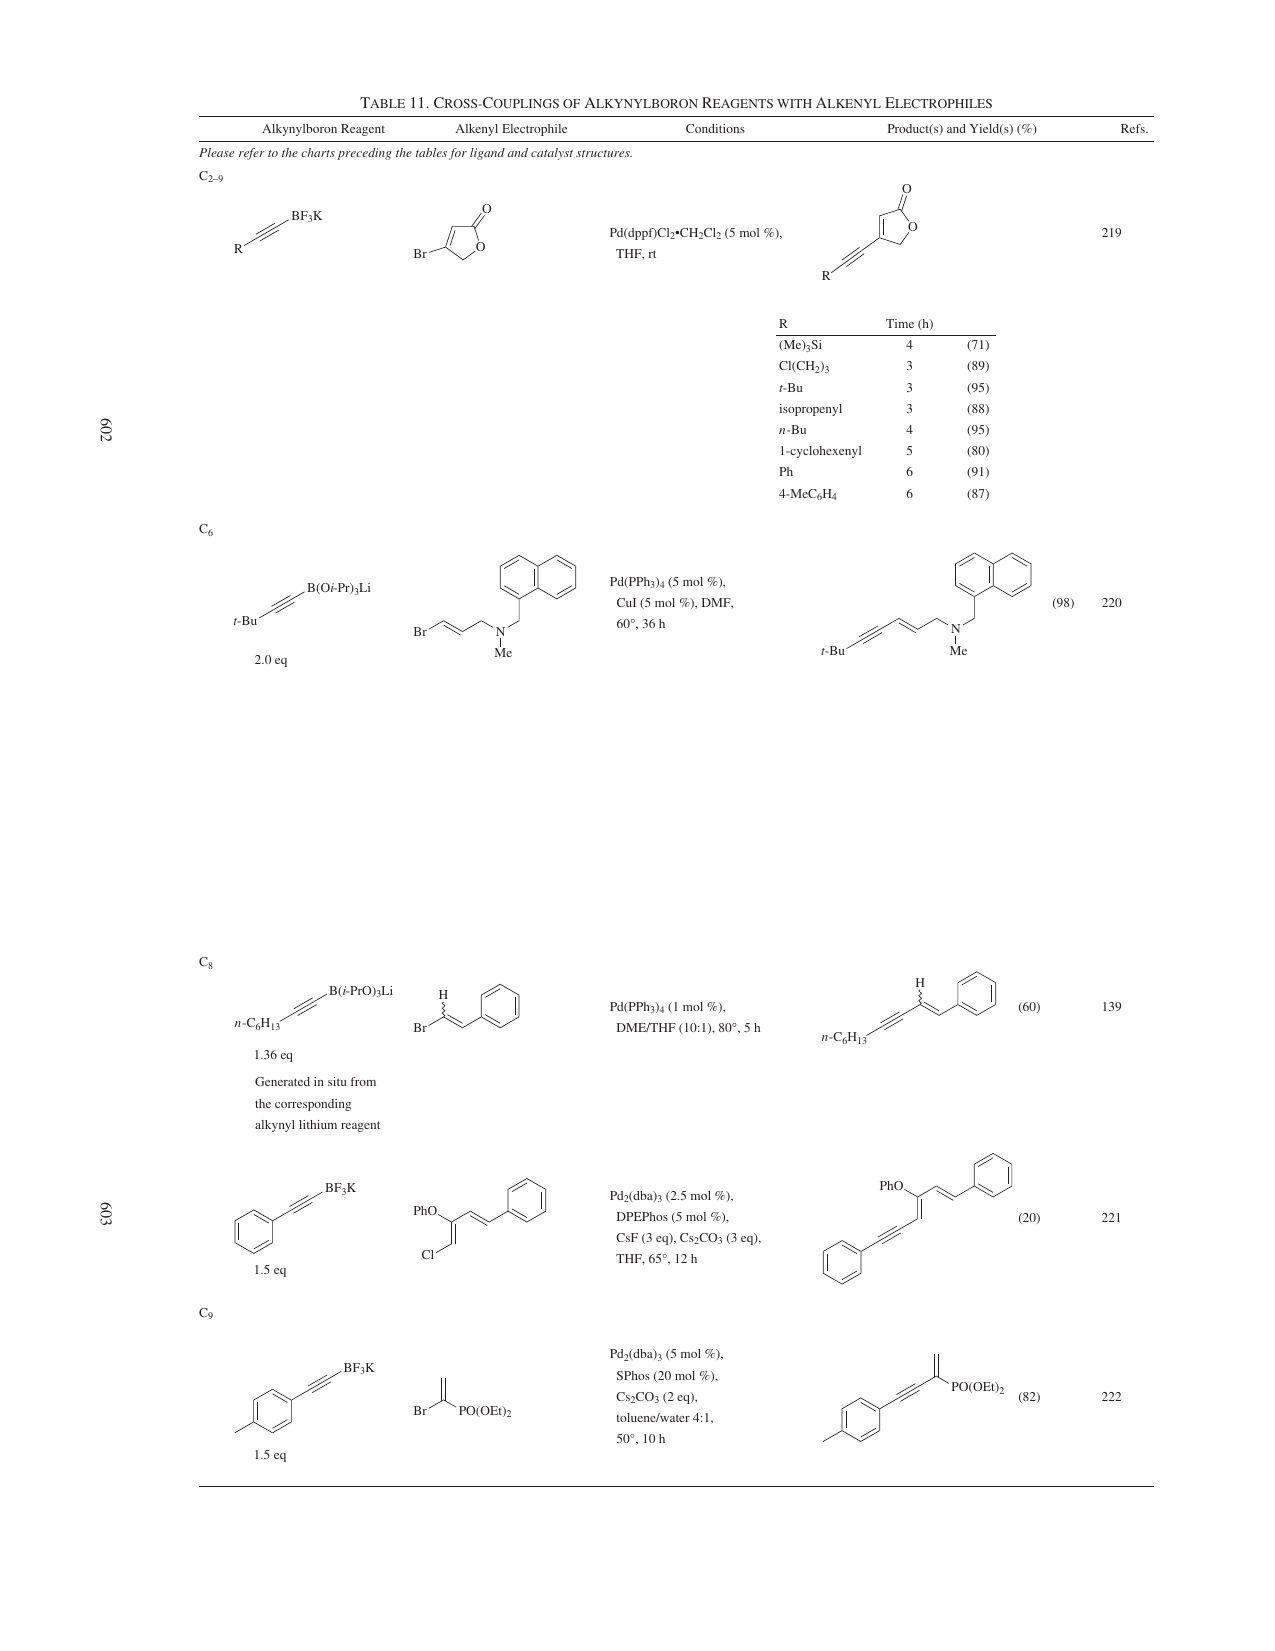 TABLE 11. CROSS-COUPLINGS OF ALKYNYLBORON REAGENTS WITH ALKENYL ELECTROPHILES
Alkynylboron Reagent Alkenyl Electrophile Conditions Product(s) and Yield(s) (%) Refs.
Please refer to the charts preceding the tables for ligand and catalyst structures.
C2–9
R BF3K
Br O O
Pd(dppf)Cl2•CH2Cl2 (5 mol %),
THF, rt
R O O
219
R Time (h)
(Me)3Si 4 (71)
Cl(CH2)3 3 (89)
t-Bu 3 (95)
isopropenyl 3 (88)
n-Bu 4 (95)
1-cyclohexenyl 5 (80)
Ph 6 (91)
4-MeC6H4 6 (87)
602
C6
t-Bu B(Oi-Pr)3Li
2.0 eq
Br N Me
Pd(PPh3)4 (5 mol %),
CuI (5 mol %), DMF,
60°, 36 h
t-Bu N Me
(98) 220
C8
n-C6H13 B(i-PrO)3Li
1.36 eq
Generated in situ from
the corresponding
alkynyl lithium reagent
Br H
Pd(PPh3)4 (1 mol %),
DME/THF (10:1), 80°, 5 h
n-C6H13 H
(60) 139
BF3K
1.5 eq
PhO Cl
Pd2(dba)3 (2.5 mol %),
DPEPhos (5 mol %),
CsF (3 eq), Cs2CO3 (3 eq),
THF, 65°, 12 h
PhO
(20) 221
603
C9
BF3K
1.5 eq
Br PO(OEt)2
Pd2(dba)3 (5 mol %),
SPhos (20 mol %),
Cs2CO3 (2 eq),
toluene/water 4:1,
50°, 10 h
PO(OEt)2
(82) 222